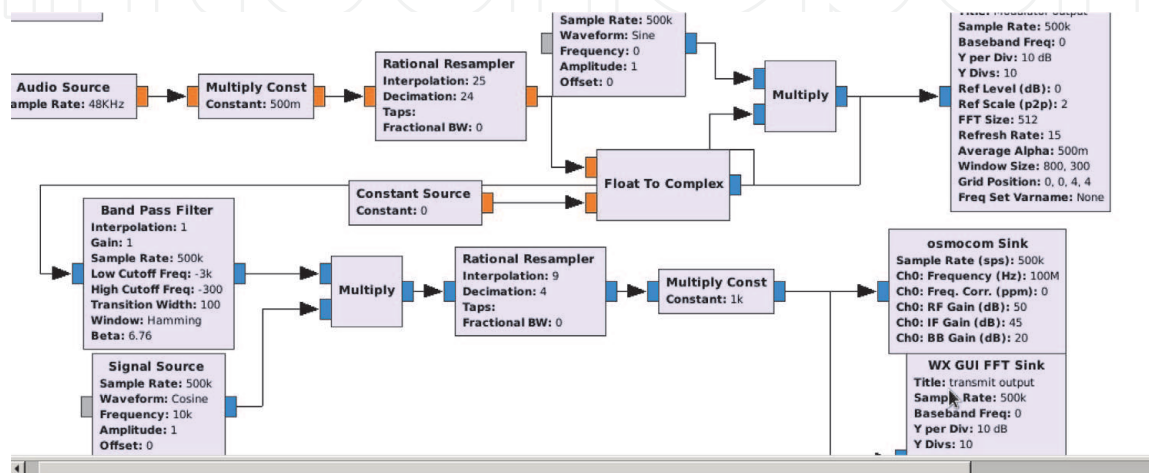 Audio Source
ample Rate: 48KHz
Multiply Const
Constant: 500m
Rational Resampler
Interpolation: 25
Decimation: 24
Taps:
Fractional BW: 0
Sample Rate: 500k
Waveform: Sine
Frequency: 0
Amplitude: 1
Offset: 0
Multiply
Title: Modulator output
Sample Rate: 500k
Baseband Freq: 0
Y per Div: 10 dB
Y Divs: 10
Ref Level (dB): 0
Ref Scale (p2p): 2
FFT Size: 512
Refresh Rate: 15
Average Alpha: 500m
Window Size: 800, 300
Grid Position: 0, 0, 4, 4
Freq Set Varname: None
Constant Source
Constant: 0
Float To Complex
Band Pass Filter
Interpolation: 1
Gain: 1
Sample Rate: 500k
Low Cutoff Freq: -3k
High Cutoff Freq: -300
Transition Width: 100
Window: Hamming
Beta: 6.76
Multiply
Rational Resampler
Interpolation: 9
Decimation: 4
Taps:
Fractional BW: 0
Multiply Const
Constant: 1k
osmocom Sink
Sample Rate (sps): 500k
Ch0: Frequency (Hz): 100M
Ch0: Freq. Corr. (ppm): 0
Ch0: RF Gain (dB): 50
Ch0: IF Gain (dB): 45
Ch0: BB Gain (dB): 20
Signal Source
Sample Rate: 500k
Waveform: Cosine
Frequency: 10k
Amplitude: 1
Offset: 0
WX GUI FFT Sink
Title: transmit output
Sample Rate: 500k
Baseband Freq: 0
Y per Div: 10 dB
Y Divs: 10